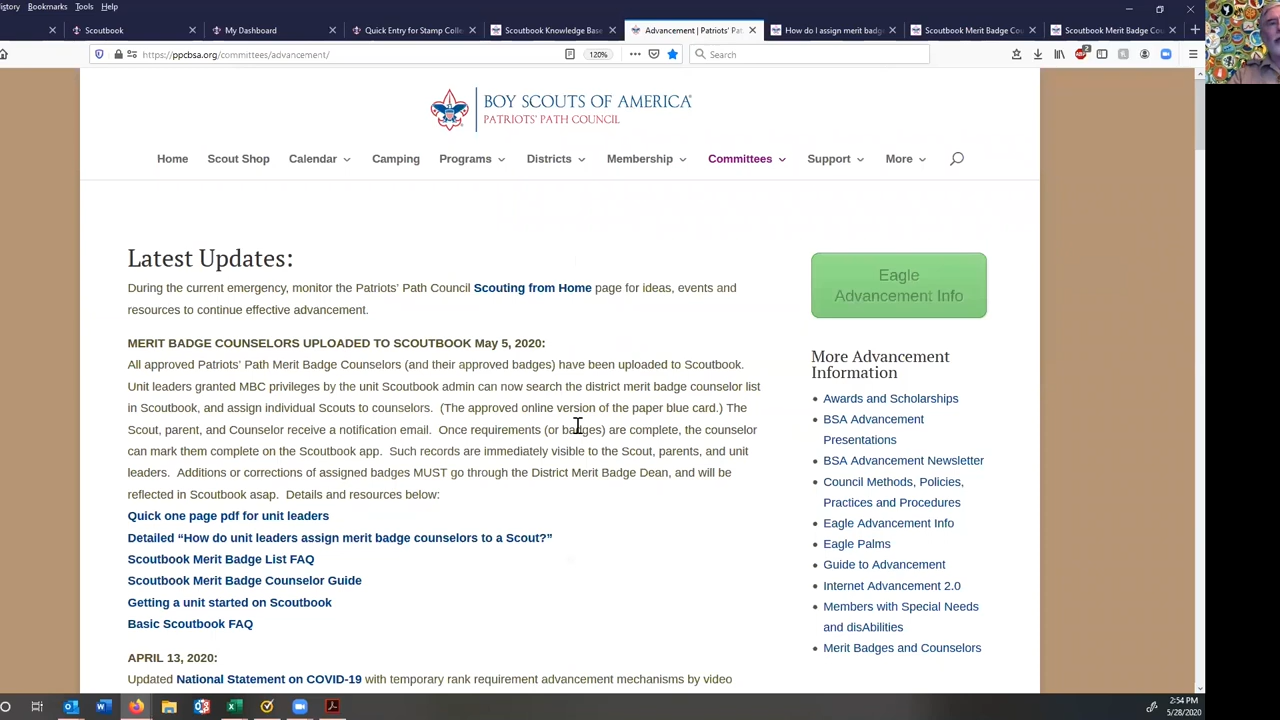 History Bookmarks Tools Help
Scoutbook
My Dashboard
Quick Entry for Stamp Colle
Scoutbook Knowledge Base
Advancement | Patriots' Pat
How do I assign merit badge
Scoutbook Merit Badge Cou
Scoutbook Merit Badge Cou
https://ppcbsa.org/committees/advancement/
120%
Search
2
BOY SCOUTS OF AMERICA®
PATRIOTS' PATH COUNCIL
Home Scout Shop Calendar Camping Programs Districts Membership Committees Support More
Latest Updates:
During the current emergency, monitor the Patriots' Path Council Scouting from Home page for ideas, events and
resources to continue effective advancement.
MERIT BADGE COUNSELORS UPLOADED TO SCOUTBOOK May 5, 2020:
All approved Patriots' Path Merit Badge Counselors (and their approved badges) have been uploaded to Scoutbook.
Unit leaders granted MBC privileges by the unit Scoutbook admin can now search the district merit badge counselor list
in Scoutbook, and assign individual Scouts to counselors. (The approved online version of the paper blue card.) The
Scout, parent, and Counselor receive a notification email. Once requirements (or badges) are complete, the counselor
can mark them complete on the Scoutbook app. Such records are immediately visible to the Scout, parents, and unit
leaders. Additions or corrections of assigned badges MUST go through the District Merit Badge Dean, and will be
reflected in Scoutbook asap. Details and resources below:
Quick one page pdf for unit leaders
Detailed “How do unit leaders assign merit badge counselors to a Scout?”
Scoutbook Merit Badge List FAQ
Scoutbook Merit Badge Counselor Guide
Getting a unit started on Scoutbook
Basic Scoutbook FAQ
APRIL 13, 2020:
Updated National Statement on COVID-19 with temporary rank requirement advancement mechanisms by video
Eagle
Advancement Info
More Advancement
Information
Awards and Scholarships
BSA Advancement
Presentations
BSA Advancement Newsletter
Council Methods, Policies,
Practices and Procedures
Eagle Advancement Info
Eagle Palms
Guide to Advancement
Internet Advancement 2.0
Members with Special Needs
and disAbilities
Merit Badges and Counselors
2:54 PM
5/28/2020